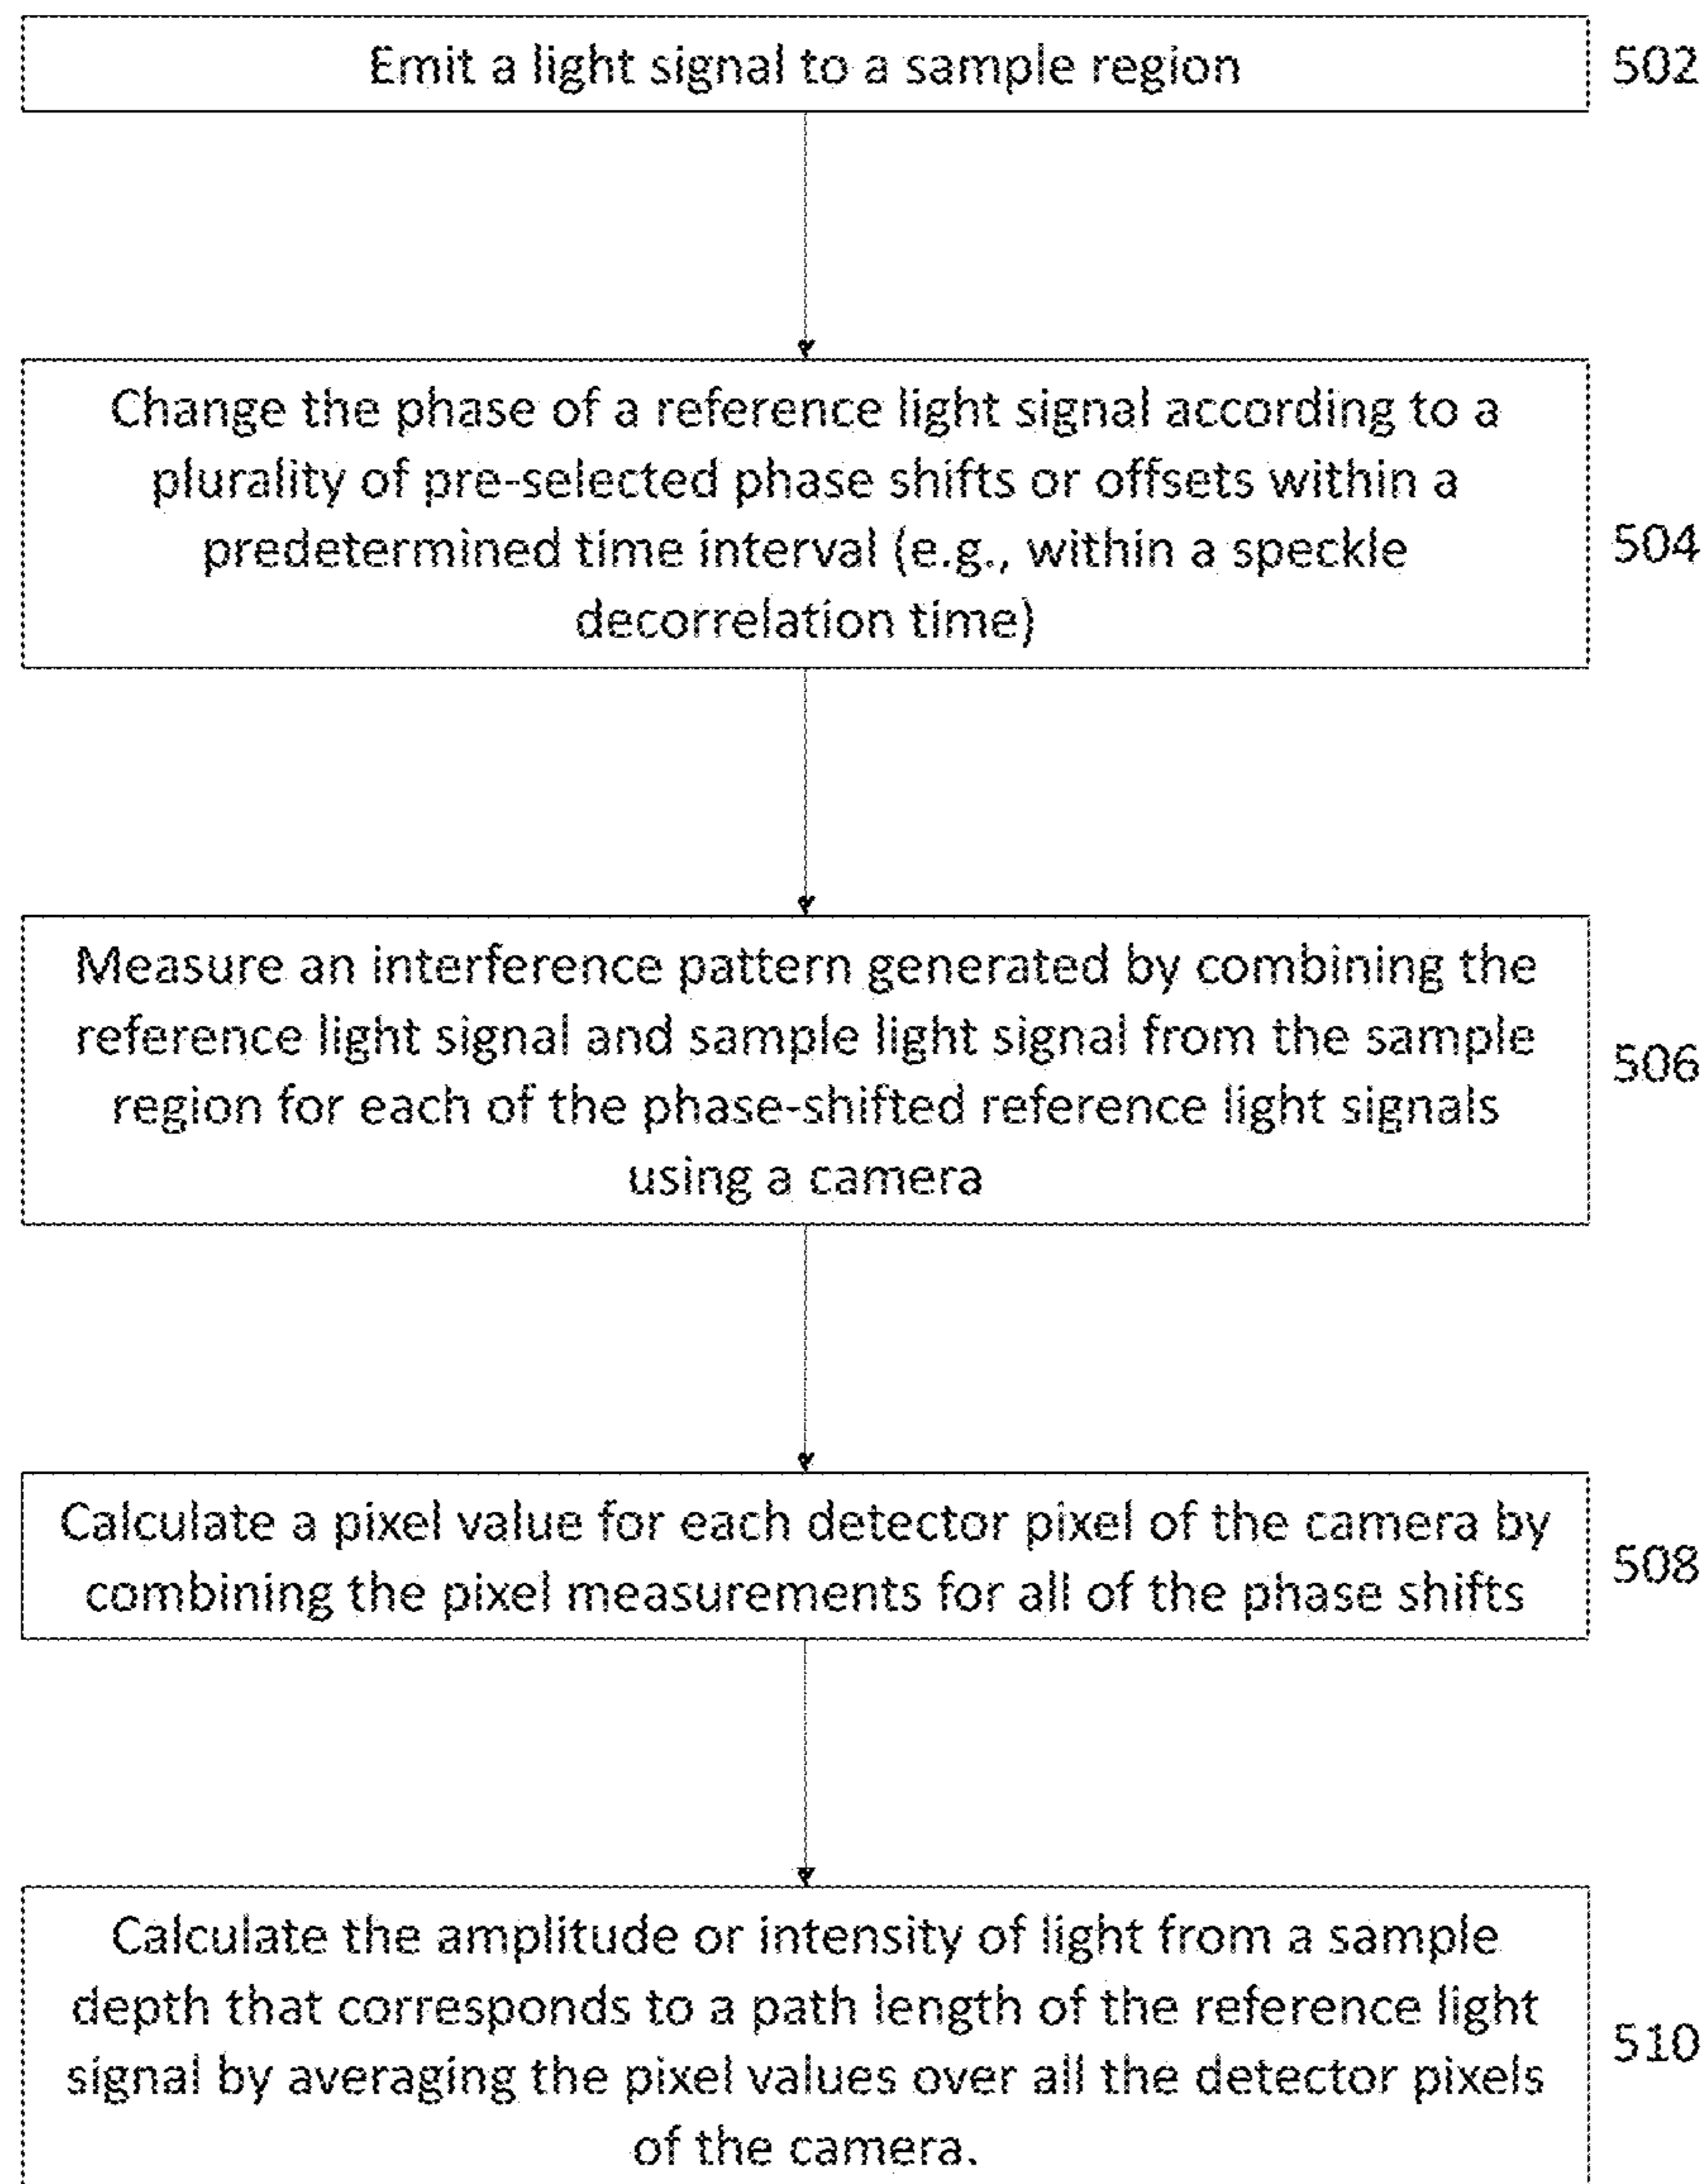 Emit a light signal to a sample region
502
Change the phase of a reference light signal according to a
plurality of pre-selected phase shifts or offsets within a
predetermined time interval (e.g., within a speckle
decorrelation time)
504
Measure an interference pattern generated by combining the
reference light signal and sample light signal from the sample
region for each of the phase-shifted reference light signals
using a camera
506
Calculate a pixel value for each detector pixel of the camera by
combining the pixel measurements for all of the phase shifts
508
Calculate the amplitude or intensity of light from a sample
depth that corresponds to a path length of the reference light
signal by averaging the pixel values over all the detector pixels
of the camera.
510